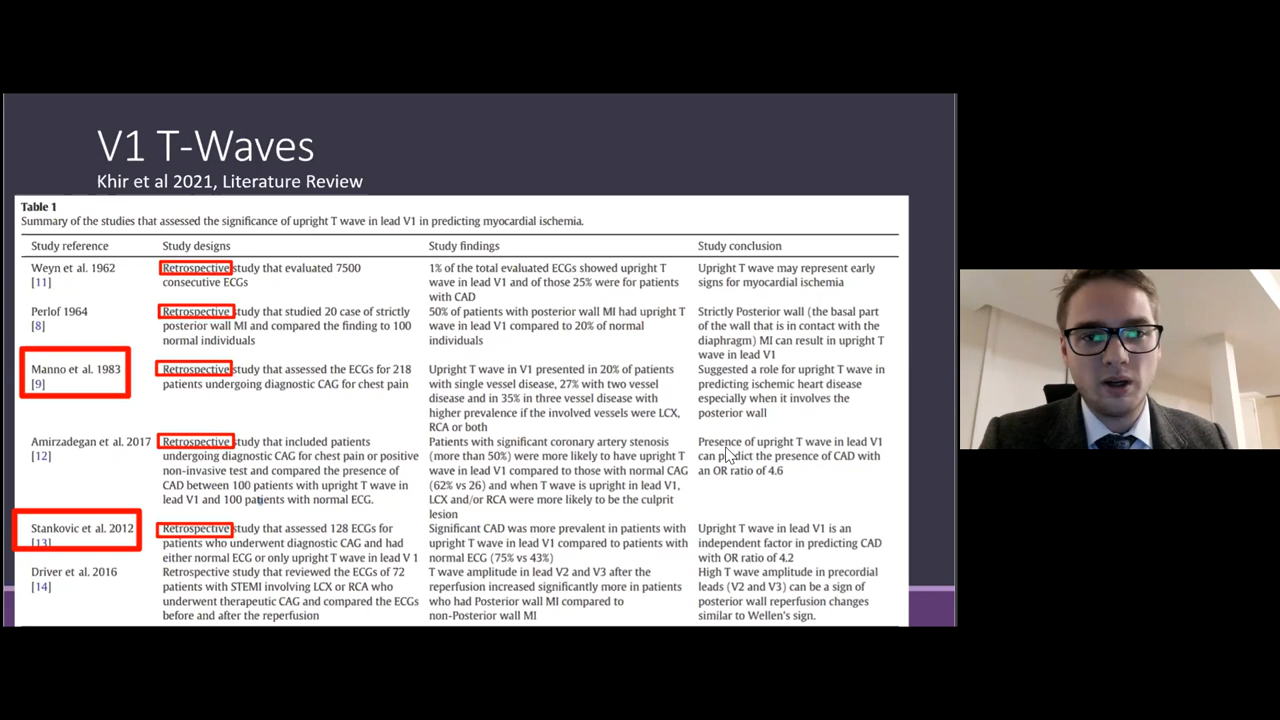 V1 T-Waves
Khir et al 2021, Literature Review
Table 1
Summary of the studies that assessed the significance of upright T wave in lead V1 in predicting myocardial ischemia.
Study reference Study designs Study findings Study conclusion
Weyn et al. 1962 Retrospective study that evaluated 7500 1% of the total evaluated ECGs showed upright T Upright T wave may represent early
[11] consecutive ECGs wave in lead V1 and of those 25% were for patients signs for myocardial ischemia
with CAD
Perlof 1964 Retrospective study that studied 20 case of strictly 50% of patients with posterior wall MI had upright T Strictly Posterior wall (the basal part
[8] posterior wall MI and compared the finding to 100 wave in lead V1 compared to 20% of normal of the wall that is in contact with the
normal individuals individuals diaphragm) MI can result in upright T
wave in lead V1
Manno et al. 1983 Retrospective study that assessed the ECGs for 218 Upright T wave in V1 presented in 20% of patients Suggested a role for upright T wave in
[9] patients undergoing diagnostic CAG for chest pain with single vessel disease, 27% with two vessel predicting ischemic heart disease
disease and in 35% in three vessel disease with especially when it involves the
higher prevalence if the involved vessels were LCX, posterior wall
RCA or both
Amirzadegan et al. 2017 Retrospective study that included patients Patients with significant coronary artery stenosis Presence of upright T wave in lead V1
[12] undergoing diagnostic CAG for chest pain or positive (more than 50%) were more likely to have upright T can predict the presence of CAD with
non-invasive test and compared the presence of wave in lead V1 compared to those with normal CAG an OR ratio of 4.6
CAD between 100 patients with upright T wave in (62% vs 26) and when T wave is upright in lead V1,
lead V1 and 100 patients with normal ECG. LCX and/or RCA were more likely to be the culprit
lesion
Stankovic et al. 2012 Retrospective study that assessed 128 ECGs for Significant CAD was more prevalent in patients with Upright T wave in lead V1 is an
[13] patients who underwent diagnostic CAG and had upright T wave in lead V1 compared to patients with independent factor in predicting CAD
either normal ECG or only upright T wave in lead V 1 normal ECG (75% vs 43%) with OR ratio of 4.2
Driver et al. 2016 Retrospective study that reviewed the ECGs of 72 T wave amplitude in lead V2 and V3 after the High T wave amplitude in precordial
[14] patients with STEMI involving LCX or RCA who reperfusion increased significantly more in patients leads (V2 and V3) can be a sign of
underwent therapeutic CAG and compared the ECGs who had Posterior wall MI compared to posterior wall reperfusion changes
before and after the reperfusion non-Posterior wall MI similar to Wellen's sign.